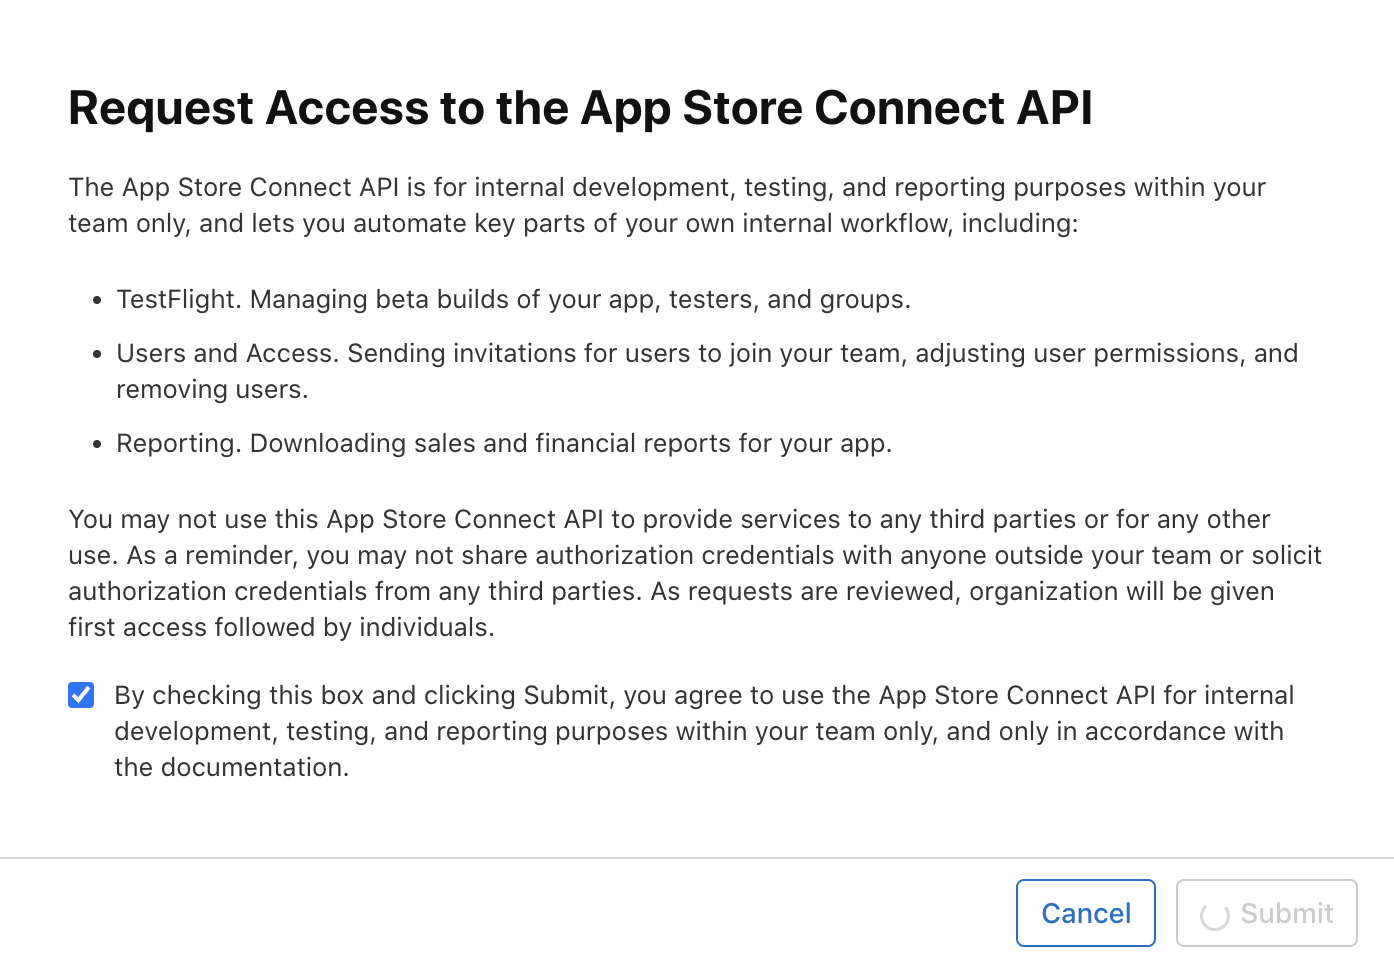 Request Access to the App Store Connect API
The App Store Connect API is for internal development, testing, and reporting purposes within your
team only, and lets you automate key parts of your own internal workflow, including:
• TestFlight. Managing beta builds of your app, testers, and groups.
• Users and Access. Sending invitations for users to join your team, adjusting user permissions, and
removing users.
• Reporting. Downloading sales and financial reports for your app.
You may not use this App Store Connect API to provide services to any third parties or for any other
use. As a reminder, you may not share authorization credentials with anyone outside your team or solicit
authorization credentials from any third parties. As requests are reviewed, organization will be given
first access followed by individuals.
By checking this box and clicking Submit, you agree to use the App Store Connect API for internal
development, testing, and reporting purposes within your team only, and only in accordance with
the documentation.
Cancel
Submit